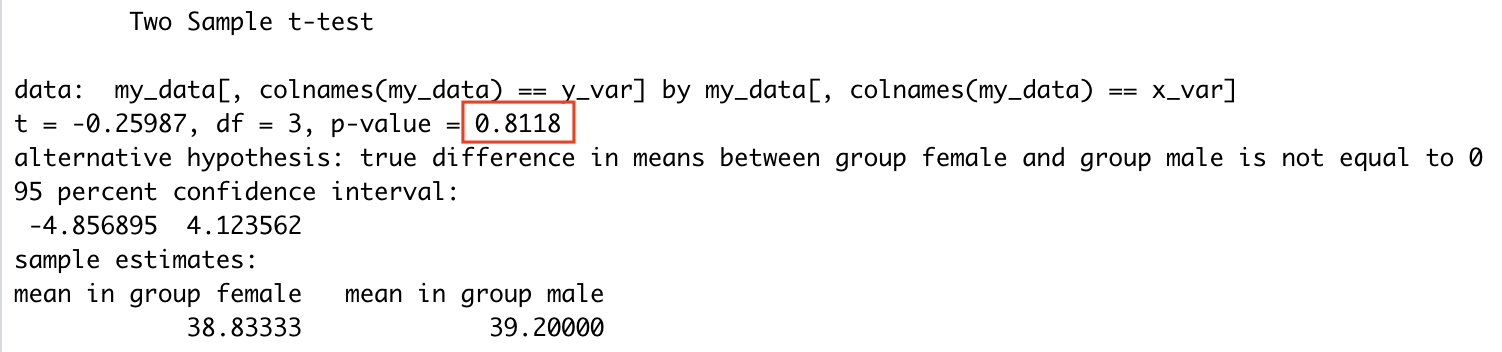 Two Sample t-test
data:  my_data[, colnames(my_data) == y_var] by my_data[, colnames(my_data) == x_var]
t = -0.25987, df = 3, p-value = 0.8118
alternative hypothesis: true difference in means between group female and group male is not equal to 0
95 percent confidence interval:
 -4.856895  4.123562
sample estimates:
mean in group female   mean in group male
            38.83333             39.20000